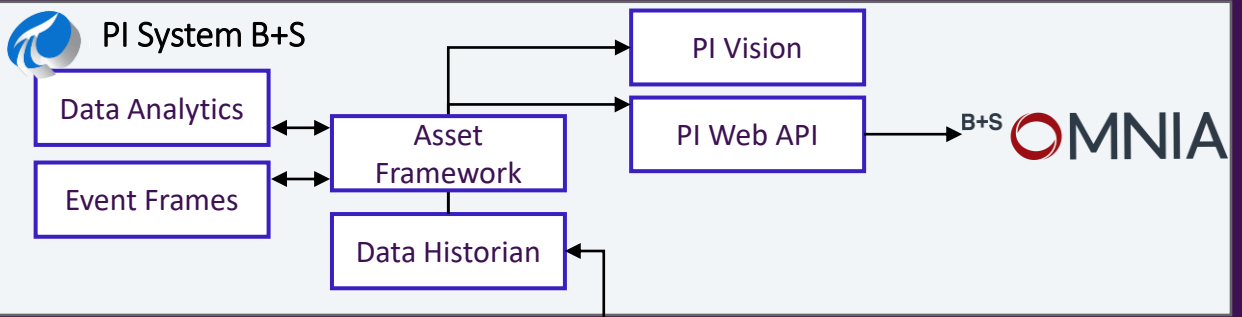 PI System B+S
Data Analytics
Event Frames
Asset
Framework
Data Historian
PI Vision
PI Web API
B+S OMNIA